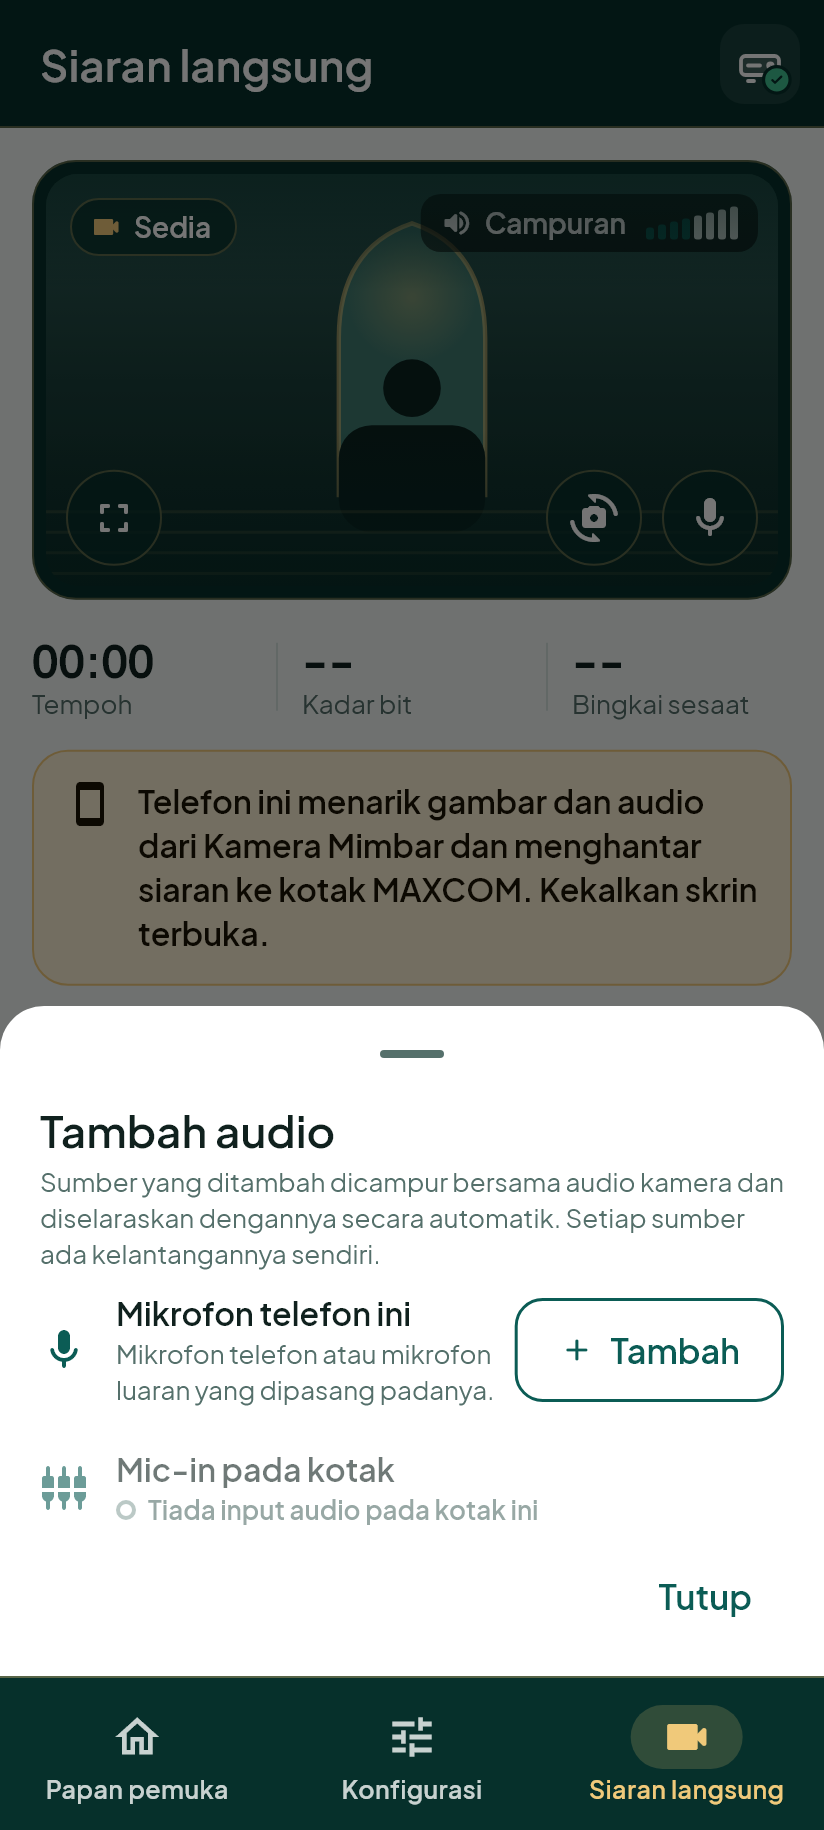 Siaran langsung
Sedia
Campuran
00:00
Tempoh
--
Kadar bit
--
Bingkai sesaat
Telefon ini menarik gambar dan audio
dari Kamera Mimbar dan menghantar
siaran ke kotak MAXCOM. Kekalkan skrin
terbuka.
Tambah audio
Sumber yang ditambah dicampur bersama audio kamera dan
diselaraskan dengannya secara automatik. Setiap sumber
ada kelantangannya sendiri.
Mikrofon telefon ini
Mikrofon telefon atau mikrofon
luaran yang dipasang padanya.
+ Tambah
Mic-in pada kotak
Tiada input audio pada kotak ini
Tutup
Papan pemuka
Konfigurasi
Siaran langsung